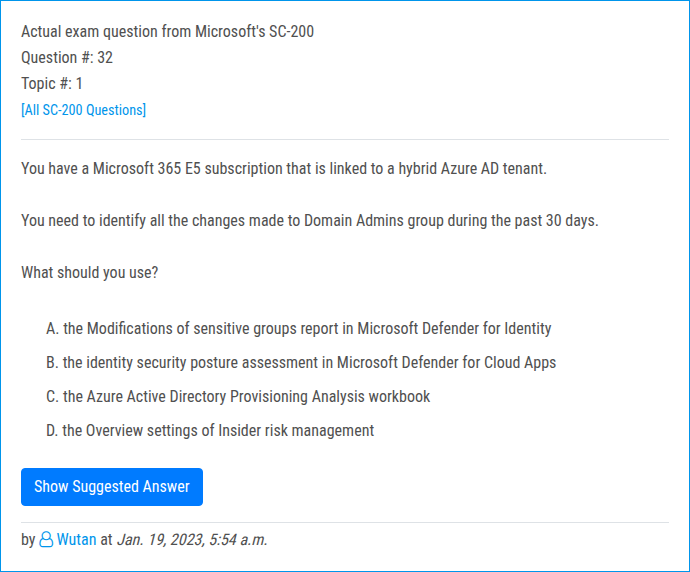 Actual exam question from Microsoft's SC-200
Question #: 32
Topic #: 1
[All SC-200 Questions]
You have a Microsoft 365 E5 subscription that is linked to a hybrid Azure AD tenant.
You need to identify all the changes made to Domain Admins group during the past 30 days.
What should you use?
A. the Modifications of sensitive groups report in Microsoft Defender for Identity
B. the identity security posture assessment in Microsoft Defender for Cloud Apps
C. the Azure Active Directory Provisioning Analysis workbook
D. the Overview settings of Insider risk management
Show Suggested Answer
by Wutan at Jan. 19, 2023, 5:54 a.m.